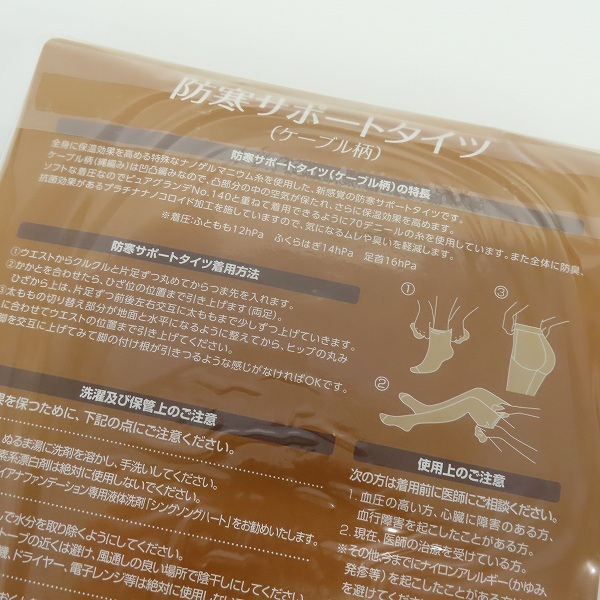 防寒サポートタイツ
(ケーブル柄)
防寒サポートタイツ(ケーブル柄)の特長
全身に保温効果を高める特殊なナノゲルマニウム糸を使用した、新感覚の防寒サポートタイツです。
ケーブル柄(縄編み)は凹凸編みなので、凸部分の中の空気が保たれ、さらに保温効果を高めます。
ソフトな着圧なのでピュアグランデNo.140と重ねて着用できるように70デニールの糸を使用しています。また全体に防臭、
抗菌効果があるプラチナナノコロイド加工を施していますので、気になるムレや臭いを軽減します。
※着圧:ふともも12hPa ふくらはぎ14hPa 足首16hPa
防寒サポートタイツ着用方法
①ウエストからクルクルと片足ずつ丸めてからつま先を入れます。
②かかとを合わせたら、ひざ位の位置まで引き上げます(両足)。
ひざから上は、片足ずつ前後左右交互に太ももまで少しずつ上げていきます。
③太ももの切り替え部分が地面と水平になるように整えてから、ヒップの丸み
に合わせてウエストの位置まで引き上げてください。
脚を交互に上げてみて脚の付け根が引きつるような感じがなければOKです。
①
③
②
洗濯及び保管上のご注意
を保つために、下記の点にご注意ください。
ぬるま湯に洗剤を溶かし、手洗いしてください。
素系漂白剤は絶対に使用しないでください。
イアナファンデーション専用液体洗剤「シングソングハート」をお勧めいたします。
して水分を取り除くようにしてください。
トーブの近くは避け、風通しの良い場所で陰干しにしてください。
機、ドライヤー、電子レンジ等は絶対に使用しない
使用上のご注意
次の方は着用前に医師にご相談ください。
1. 血圧の高い方、心臓に障害のある方、
血行障害を起こしたことがある方。
2. 現在、医師の治療を受けている方。
※その他、今までにナイロンアレルギー(かゆみ、
発疹等)を起こしたことがある方
を避けてください